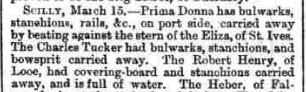 SCILLY, March 15.—Prima Donna has bulwarks,
stanehions, rails, &c., on port side, carried away
by beating against the stern of the Eliza, of St. Ives.
The Charles Tucker had bulwarks, stanchions, and
bowsprit carried away. The Robert Henry, of
Looe, had covering-board and stanchions carried
away, and is full of water. The Heber, of Fal-